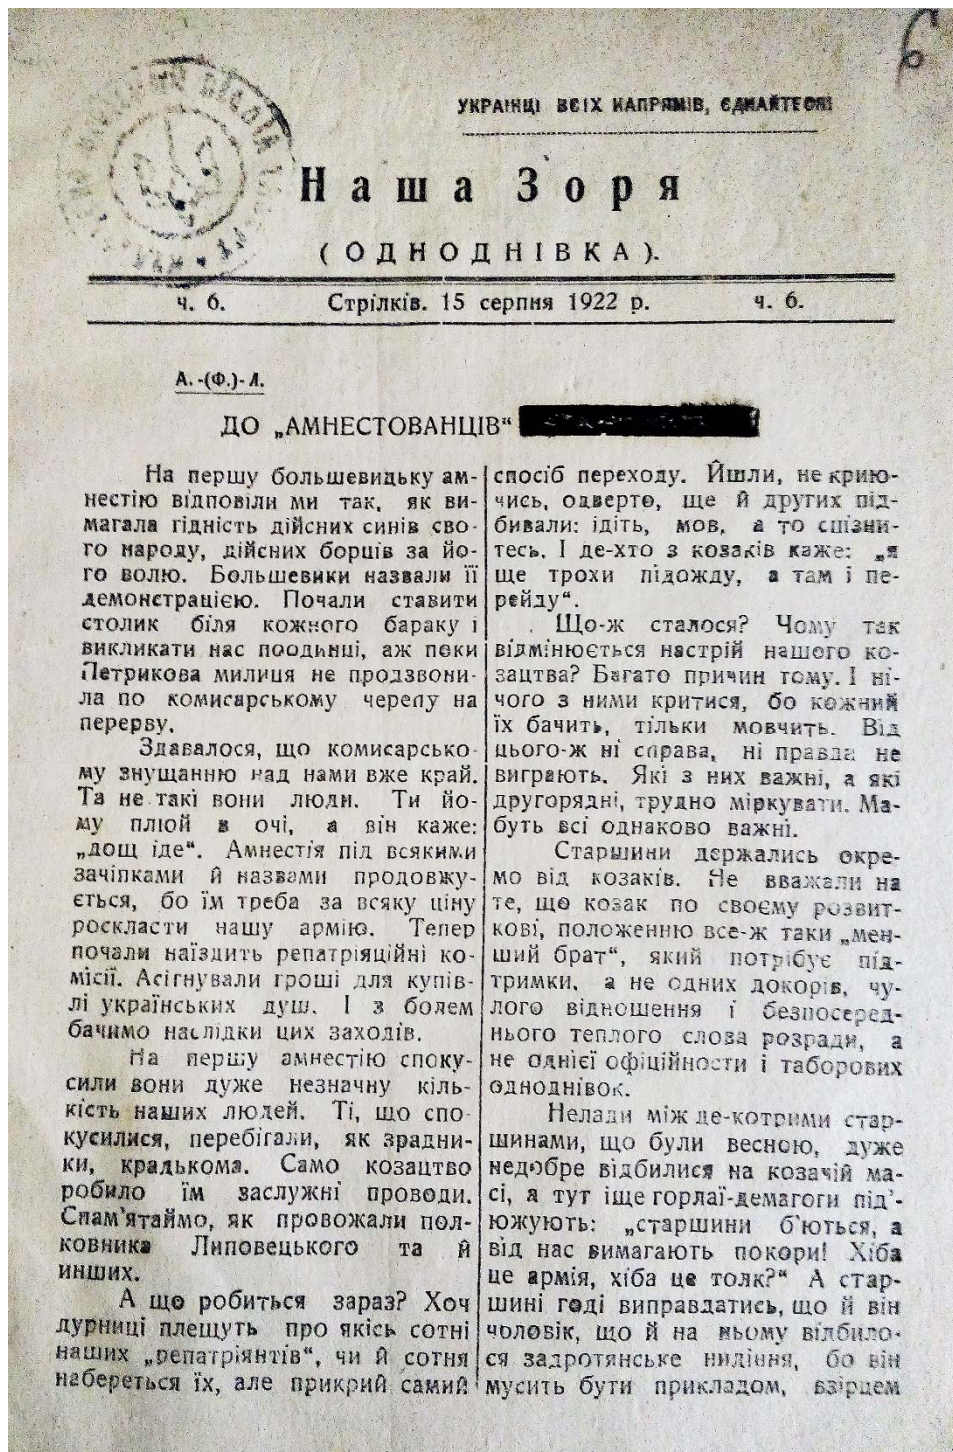 6
УКРАІНЦІ ВСІХ НАПРЯМІВ, ЄДНАЙТЕСЯ!
Наша Зоря
(ОДНОДНІВКА).
ч. 6. Стрілків. 15 серпня 1922 р. ч. 6.
А.-(Ф.)-Л.
ДО „АМНЕСТОВАНЦІВ“
На першу большевицьку ам-
нестію відповіли ми так, як ви-
магала гідність дійсних синів сво-
го народу, дійсних борців за йо-
го волю. Большевики назвали її
демонстрацією. Почали ставити
столик біля кожного бараку і
викликати нас поодинці, аж поки
Петрикова милиця не продзвони-
ла по комисарському черепу на
перерву.
Здавалося, що комисарсько-
му знущанню над нами вже край.
Та не такі вони люди. Ти йо-
му плюй в очі, а він каже:
„дощ іде“. Амнестія під всякими
зачіпками й назвами продовжу-
ється, бо їм треба за всяку ціну
роскласти нашу армію. Тепер
почали наїздить репатріяційні ко-
місії. Асігнували гроші для купів-
лі українських душ. І з болем
бачимо наслідки цих заходів.
На першу амнестію споку-
сили вони дуже незначну кіль-
кість наших людей. Ті, що спо-
кусилися, перебігали, як зрадни-
ки, крадькома. Само козацтво
робило їм заслужні проводи.
Спам'ятаймо, як провожали пол-
ковника Липовецького та й
инших.
А що робиться зараз? Хоч
дурниці плещуть про якісь сотні
наших „репатріянтів“, чи й сотня
набереться їх, але прикрий самий
спосіб переходу. Йшли, не крию-
чись, одверто, ще й других під-
бивали: ідіть, мов, а то спізни-
тесь. І де-хто з козаків каже: „я
ще трохи підожду, а там і пе-
рейду“.
Що-ж сталося? Чому так
відмінюється настрій нашого ко-
зацтва? Багато причин тому. І ні-
чого з ними критися, бо кожний
їх бачить, тільки мовчить. Від
цього-ж ні справа, ні правда не
виграють. Які з них важні, а які
другорядні, трудно міркувати. Ма-
буть всі однаково важні.
Старшини держались окре-
мо від козаків. Не вважали на
те, що козак по своєму розвит-
кові, положенню все-ж таки „мен-
ший брат“, який потрібує під-
тримки, а не одних докорів, чу-
лого відношення і безпосеред-
нього теплого слова розради, а
не однієї офіційности і таборових
одноднівок.
Нелади між де-котрими стар-
шинами, що були весною, дуже
недобре відбилися на козачій ма-
сі, а тут іще горлаї-демагоги під'-
южують: „старшини б'ються, а
від нас вимагають покори! Хіба
це армія, хіба це толк?“ А стар-
шині годі виправдатись, що й він
чоловік, що й на ньому відбило-
ся задротянське нидіння, бо він
мусить бути прикладом, взірцем